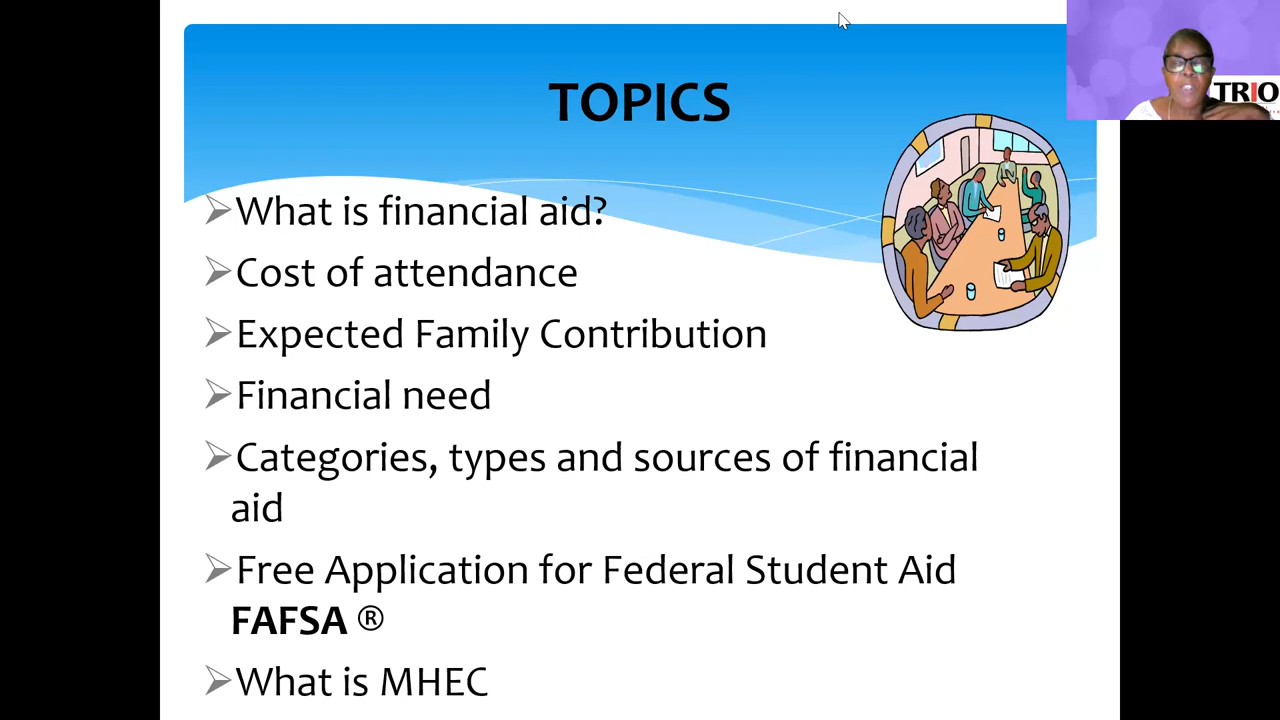 TOPICS
TRIO
➢What is financial aid?
➢Cost of attendance
➢Expected Family Contribution
➢Financial need
➢Categories, types and sources of financial
aid
➢Free Application for Federal Student Aid
FAFSA ®
➢What is MHEC